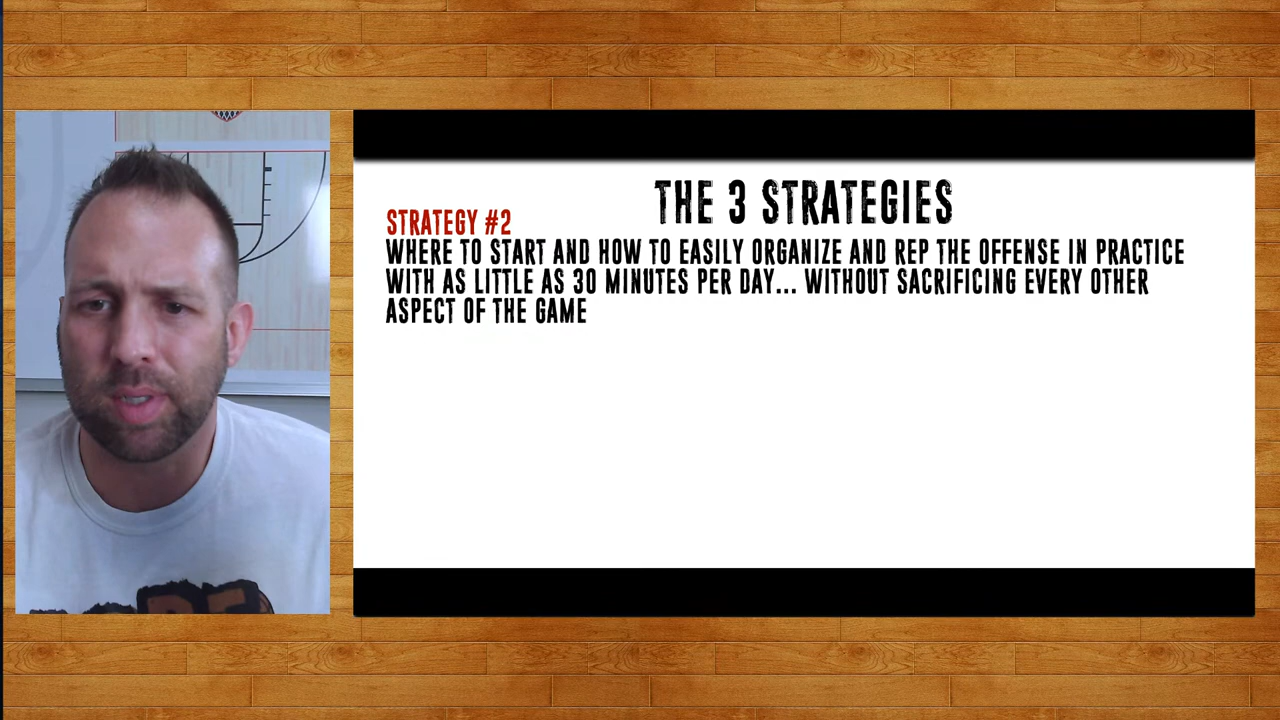 THE 3 STRATEGIES
STRATEGY #2
WHERE TO START AND HOW TO EASILY ORGANIZE AND REP THE OFFENSE IN PRACTICE
WITH AS LITTLE AS 30 MINUTES PER DAY... WITHOUT SACRIFICING EVERY OTHER
ASPECT OF THE GAME